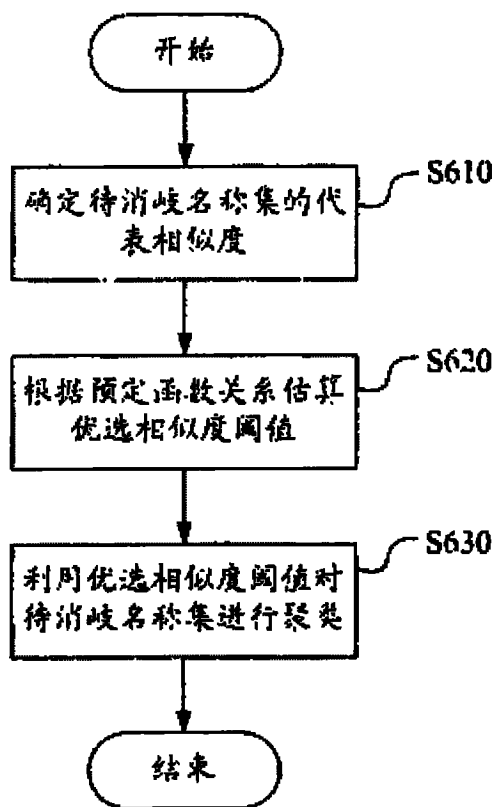 开始
S610
确定待消岐名称集的代
表相似度
S620
根据预定函数关系估算
优选相似度阈值
S630
利用优选相似度阈值对
待消岐名称集进行聚类
结束